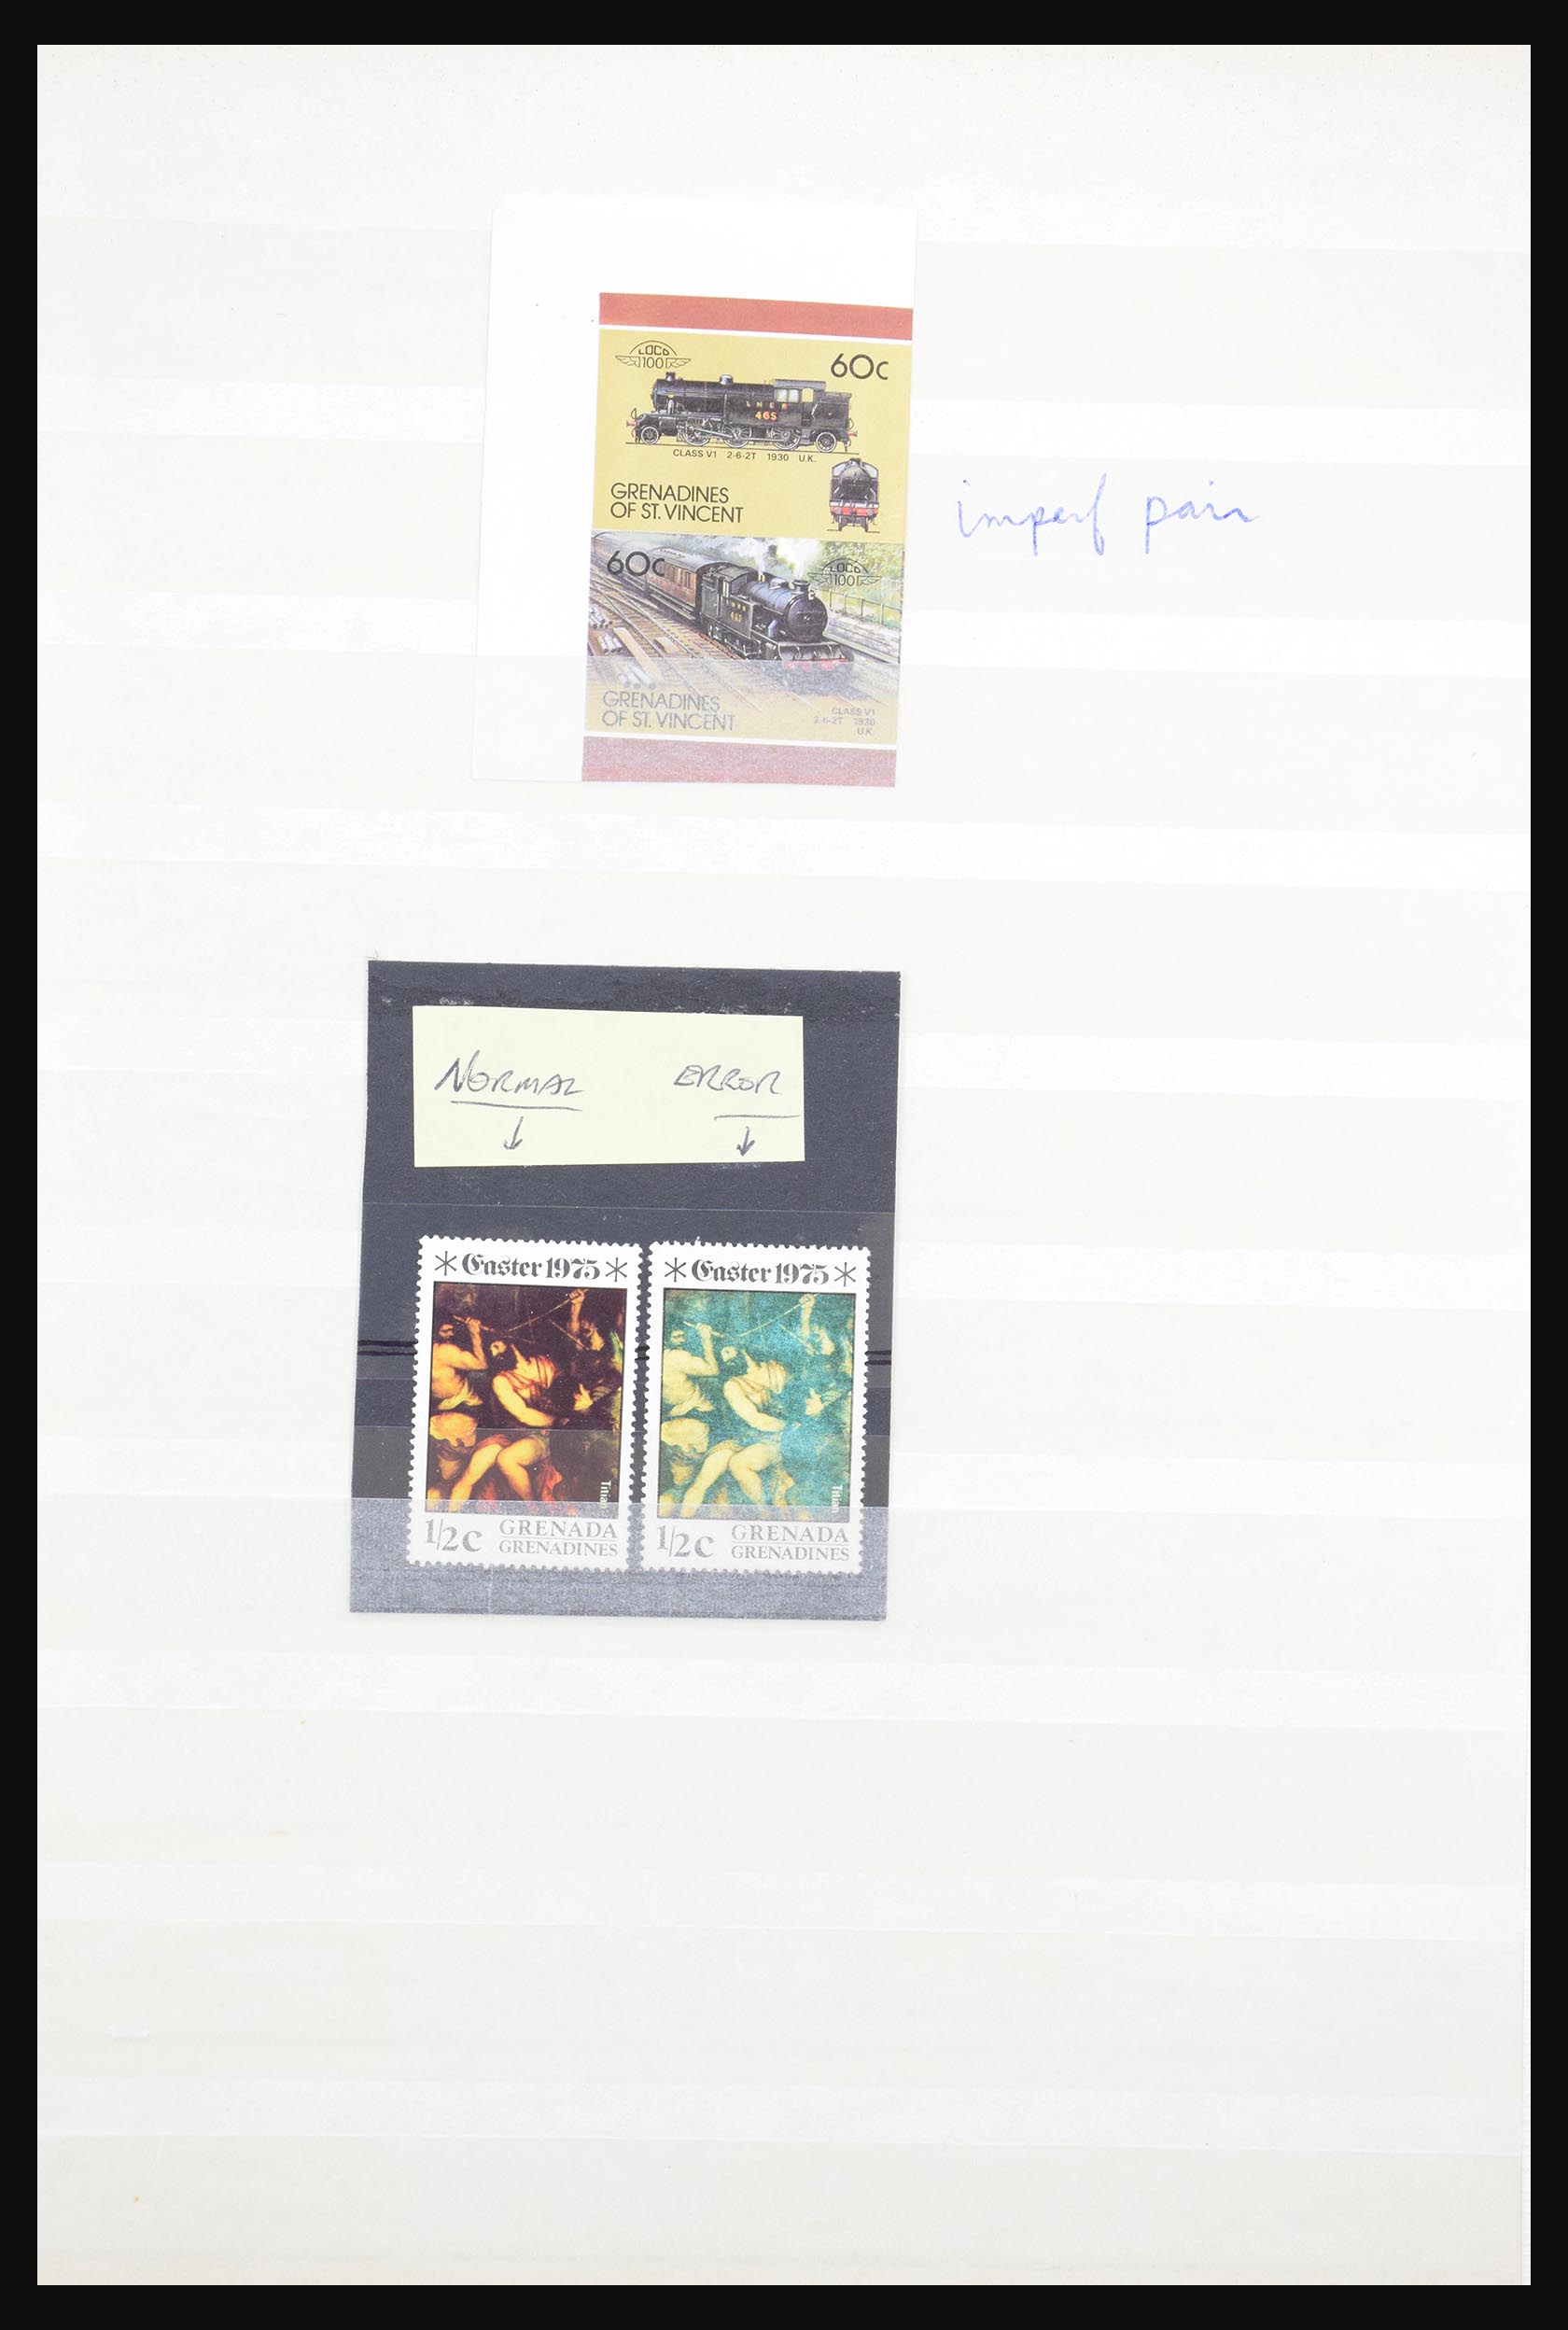 LOCO
100
60c
L N E R
465
CLASS V1 2-6-2T 1930 U.K.
GRENADINES
OF ST. VINCENT
imperf pair
60c
LOCO
100
GRENADINES
OF ST. VINCENT
CLASS V1
2-6-2T 1930
U.K.
NORMAL ERROR
Easter 1975
Titian
1/2c GRENADA
GRENADINES
Easter 1975
Titian
1/2c GRENADA
GRENADINES